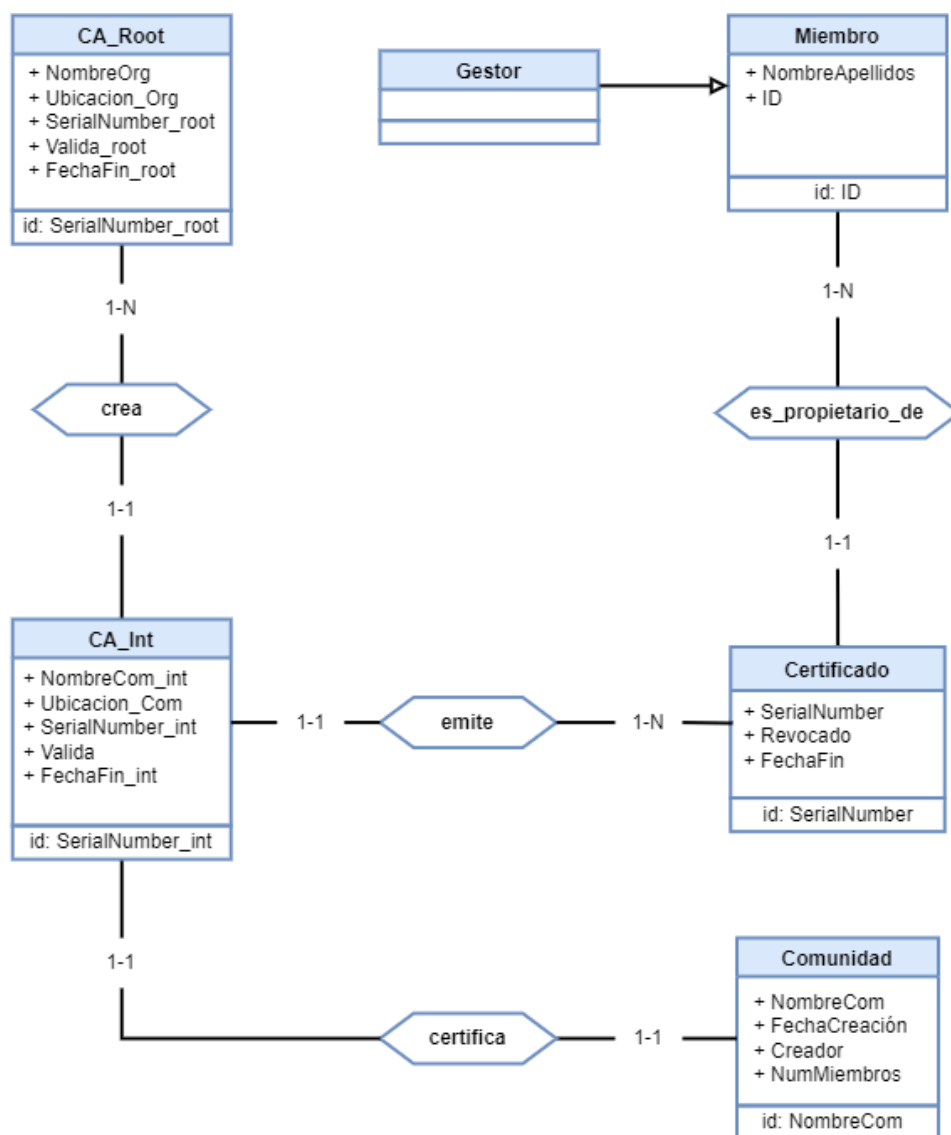 CA_Root
+ NombreOrg
+ Ubicacion_Org
+ SerialNumber_root
+ Valida_root
+ FechaFin_root
id: SerialNumber_root
Gestor
Miembro
+ NombreApellidos
+ ID
id: ID
1-N
1-N
crea
es_propietario_de
1-1
1-1
CA_Int
+ NombreCom_int
+ Ubicacion_Com
+ SerialNumber_int
+ Valida
+ FechaFin_int
id: SerialNumber_int
1-1
emite
1-N
Certificado
+ SerialNumber
+ Revocado
+ FechaFin
id: SerialNumber
1-1
certifica
1-1
Comunidad
+ NombreCom
+ FechaCreación
+ Creador
+ NumMiembros
id: NombreCom